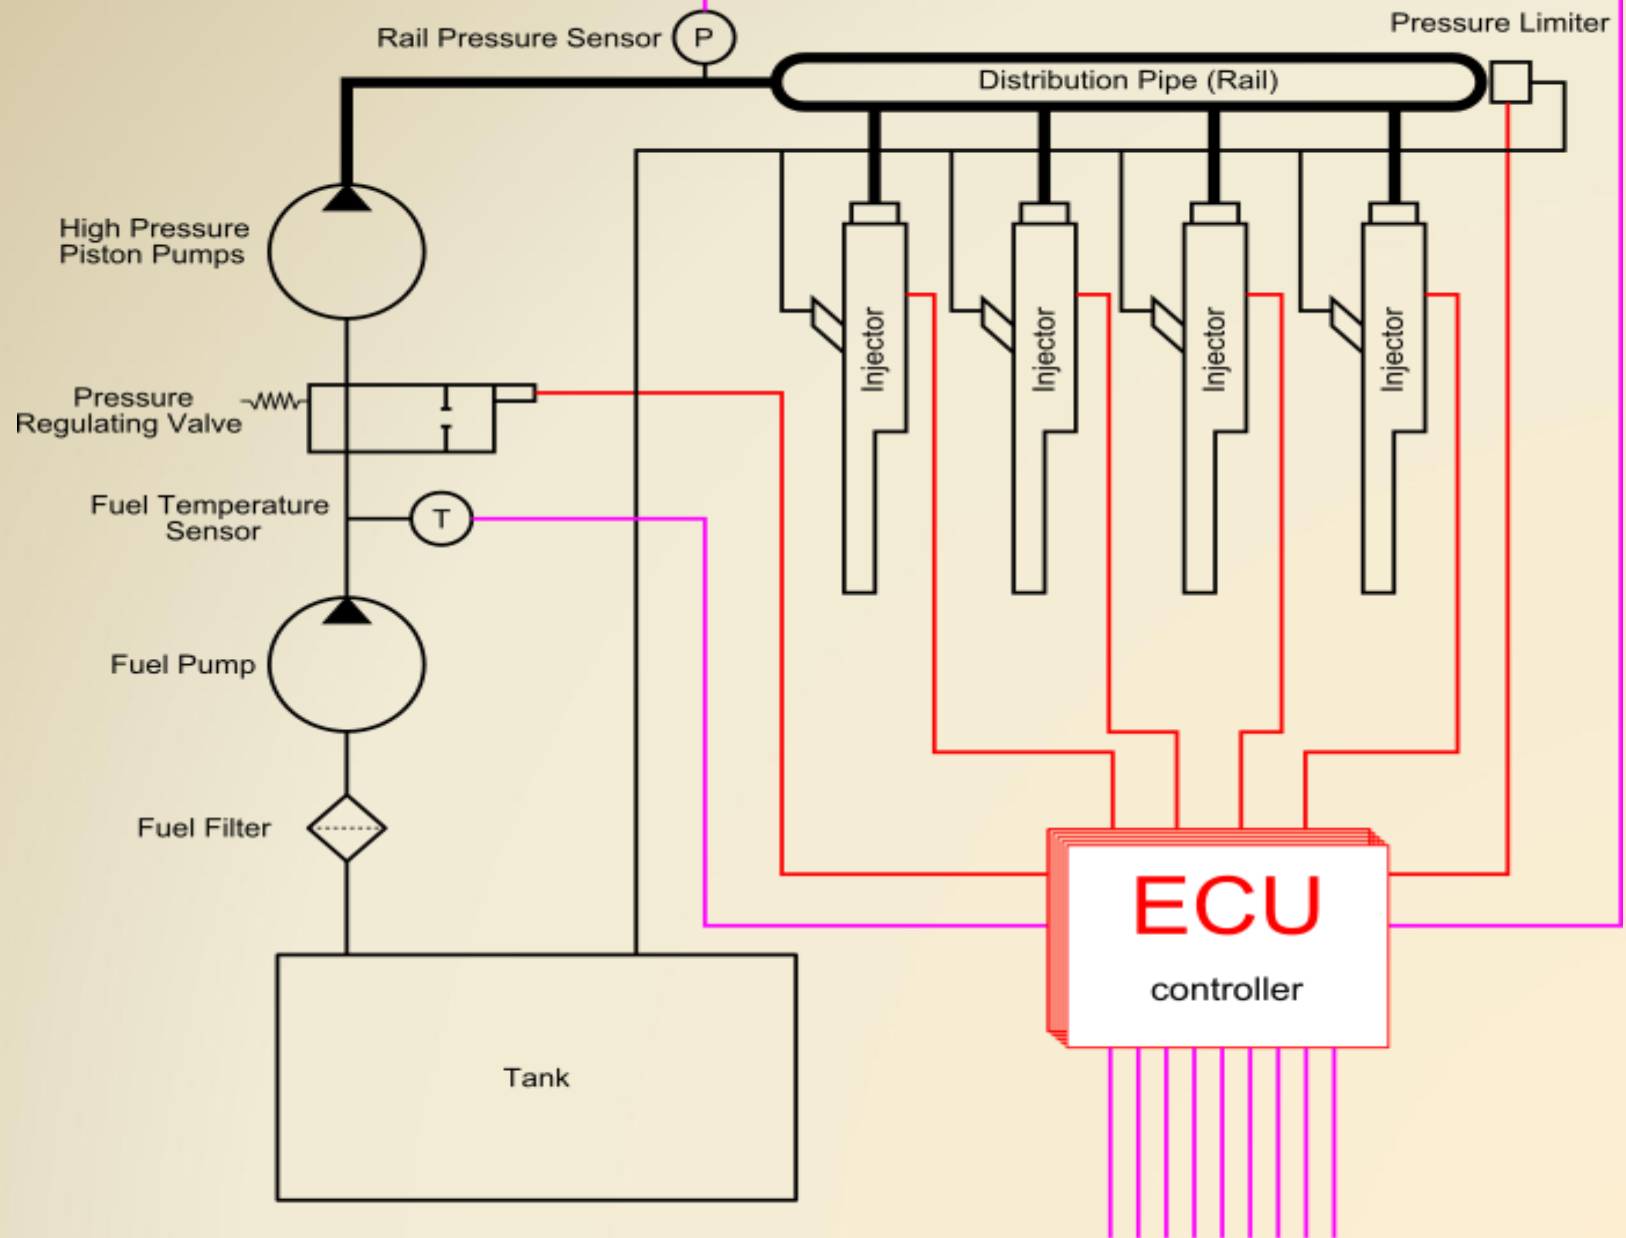 Pressure Limiter
Rail Pressure Sensor
P
Distribution Pipe (Rail)
High Pressure
Piston Pumps
Injector
Injector
Injector
Injector
Pressure
Regulating Valve
Fuel Temperature
Sensor
T
Fuel Pump
Fuel Filter
ECU
controller
Tank